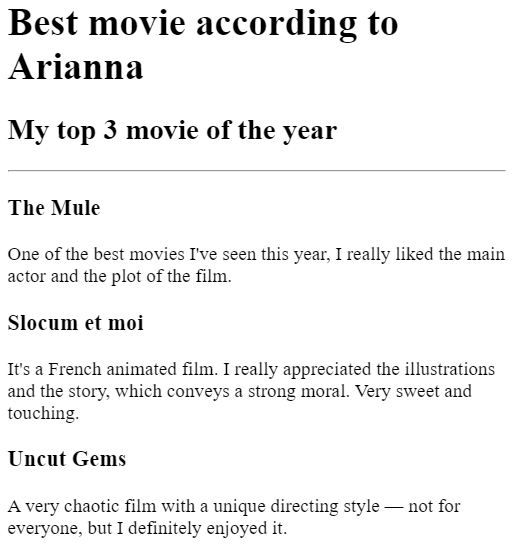 Best movie according to
Arianna
My top 3 movie of the year
The Mule
One of the best movies I've seen this year, I really liked the main
actor and the plot of the film.
Slocum et moi
It's a French animated film. I really appreciated the illustrations
and the story, which conveys a strong moral. Very sweet and
touching.
Uncut Gems
A very chaotic film with a unique directing style — not for
everyone, but I definitely enjoyed it.